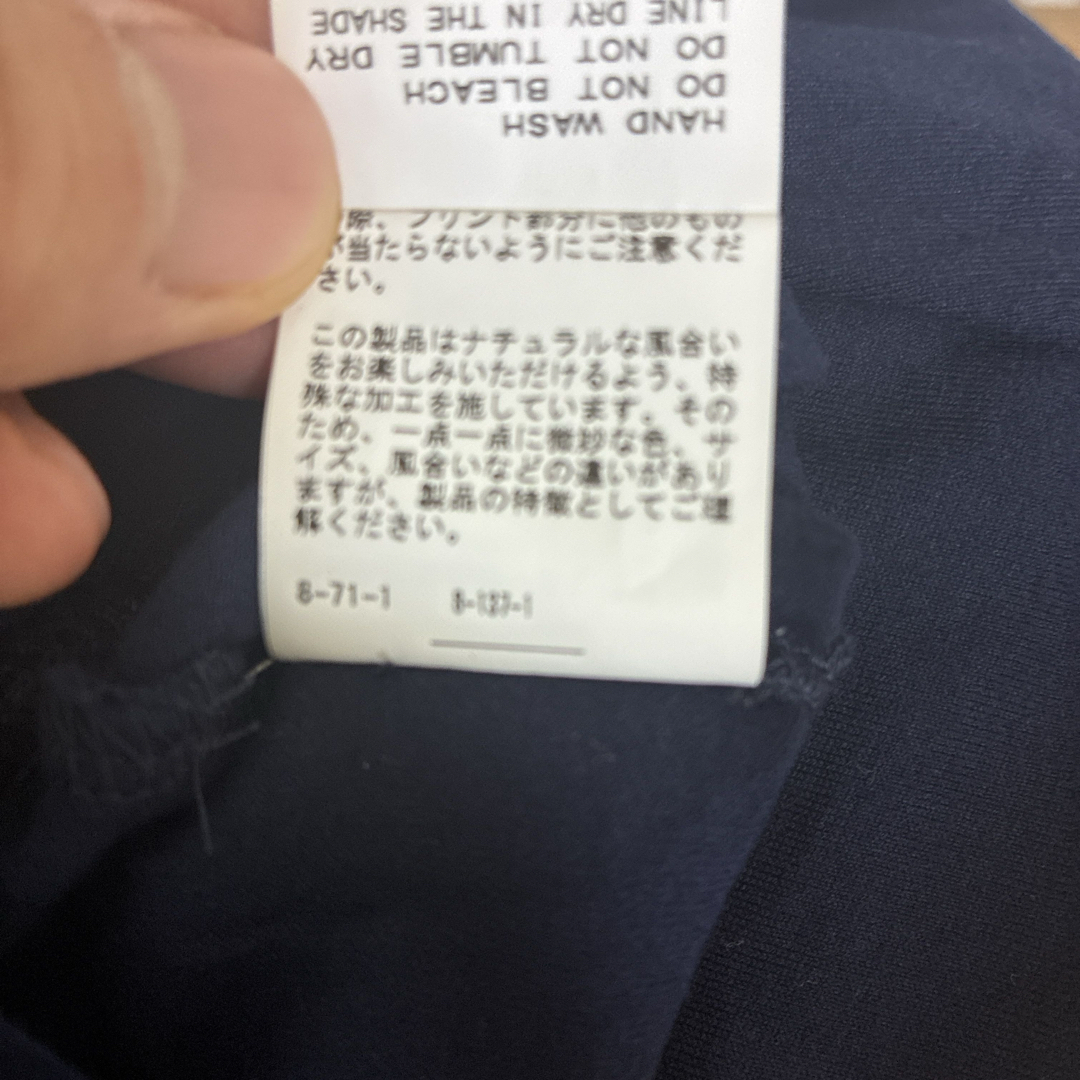 HAND WASH
DO NOT BLEACH
DO NOT TUMBLE DRY
LINE DRY IN THE SHADE
際、プリント部分に他のもの
が当たらないようにご注意くだ
さい。
この製品はナチュラルな風合い
をお楽しみいただけるよう、特
殊な加工を施しています。その
ため、一点一点に微妙な色、サ
イズ、風合いなどの違いがあり
ますが、製品の特徴としてご理
解ください。
8-71-1 8-137-1